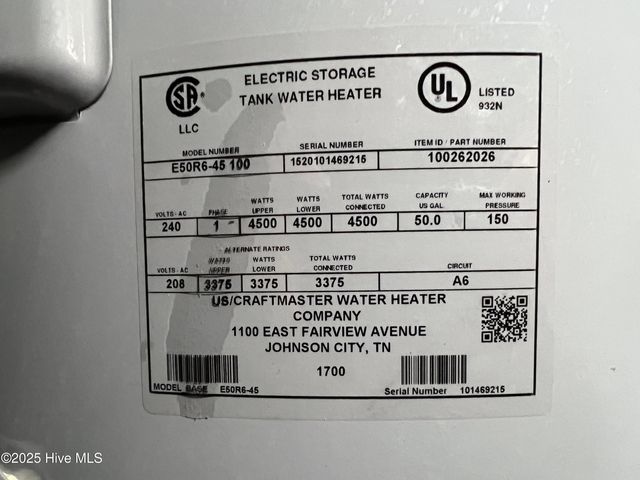 ELECTRIC STORAGE
TANK WATER HEATER
SA
LLC
UL
LISTED
932N
MODEL NUMBER SERIAL NUMBER ITEM ID / PART NUMBER
E50R6-45 100 1520101469215 100262026
VOLTS- AC PHASE WATTS UPPER WATTS LOWER TOTAL WATTS CONNECTED CAPACITY US GAL. MAX WORKING PRESSURE
240 1 4500 4500 4500 50.0 150
ALTERNATE RATINGS
VOLTS- AC WATTS UPPER WATTS LOWER TOTAL WATTS CONNECTED CIRCUIT
208 3375 3375 3375 A6
US/CRAFTMASTER WATER HEATER
COMPANY
1100 EAST FAIRVIEW AVENUE
JOHNSON CITY, TN
1700
MODEL BASE E50R6-45 Serial Number 101469215
©2025 Hive MLS